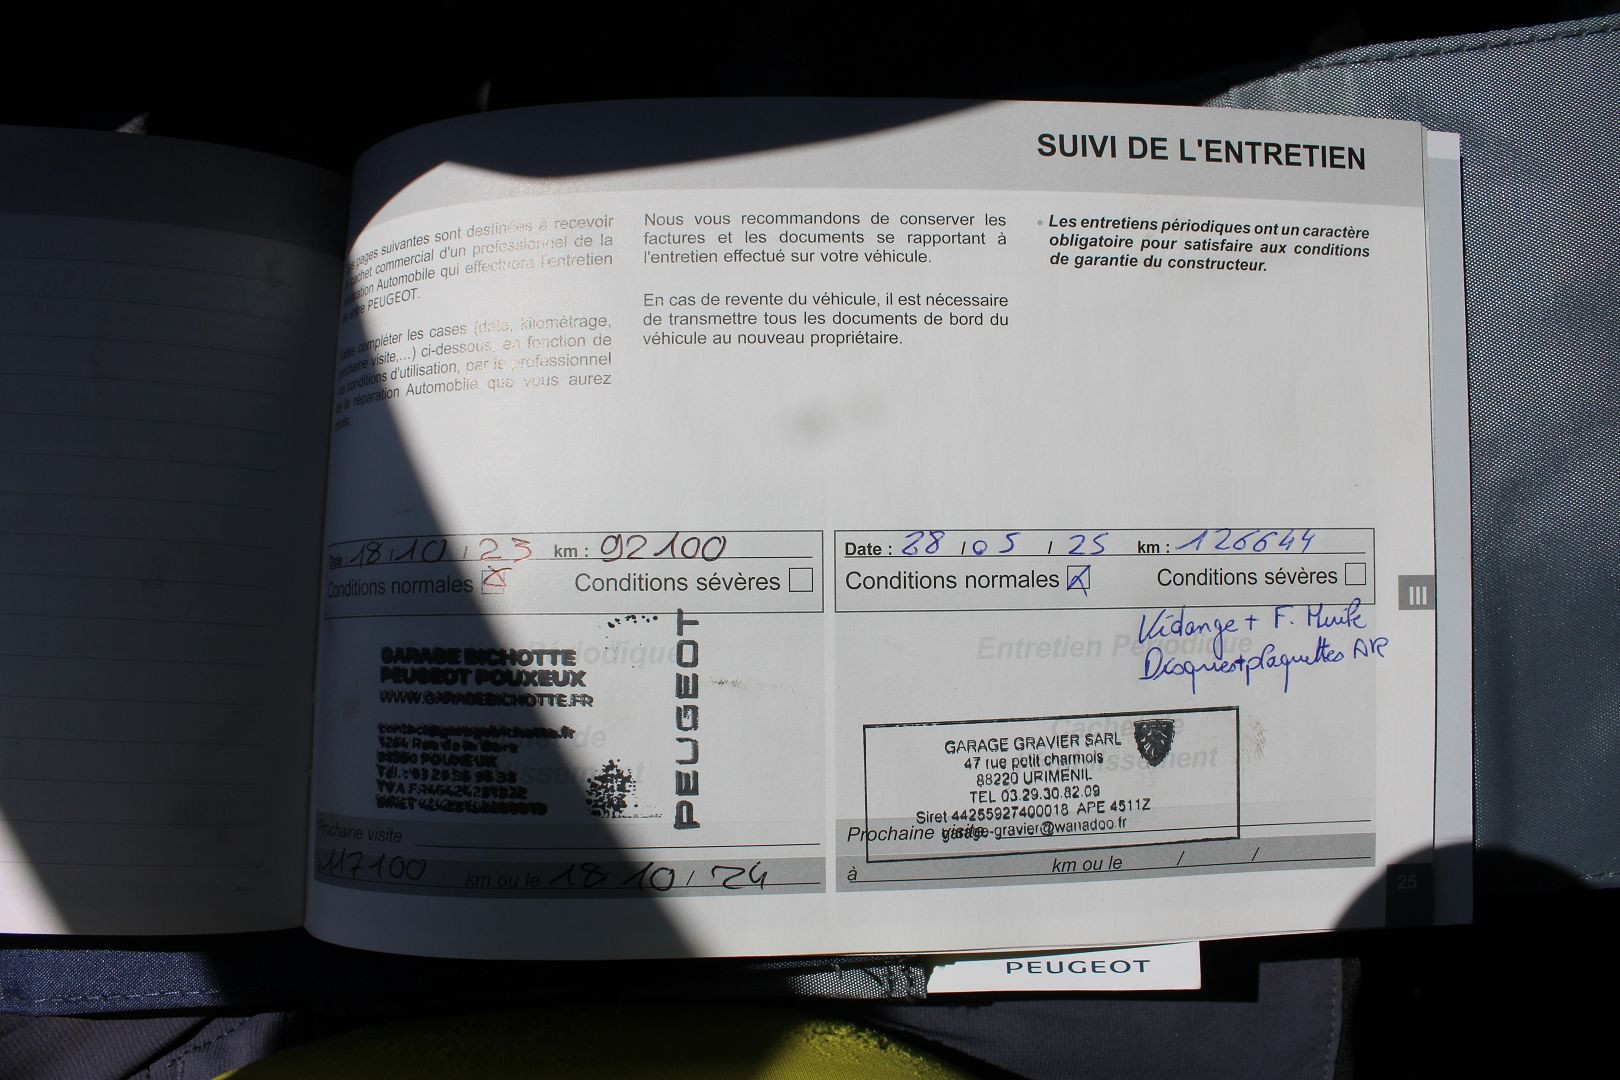 SUIVI DE L'ENTRETIEN
pages suivantes sont destinées à recevoir
cachet commercial d'un professionnel de la
Automobile qui effectuera l'entretien
votre PEUGEOT.
compléter les cases (date, kilométrage,
prochaine visite,...) ci-dessous, en fonction de
conditions d'utilisation, par le professionnel
de la réparation Automobile que vous aurez
choisi.
Nous vous recommandons de conserver les
factures et les documents se rapportant à
l'entretien effectué sur votre véhicule.
En cas de revente du véhicule, il est nécessaire
de transmettre tous les documents de bord du
véhicule au nouveau propriétaire.
• Les entretiens périodiques ont un caractère
obligatoire pour satisfaire aux conditions
de garantie du constructeur.
Date : 18 / 10 / 23 km : 92100
Conditions normales Conditions sévères
Périodique
GARAGE BICHOTTE
PEUGEOT POUXEUX
WWW.GARAGEBICHOTTE.FR
contact@garagebichotte.fr
Rue de la Gare
POUXEUX
PEUGEOT
Prochaine visite
à 117100 km ou le 18 / 10 / 24
Date : 28 / 05 / 25 km : 126644
Conditions normales Conditions sévères
Entretien Périodique
Vidange + F. Huile
Disques+plaquettes AR
GARAGE GRAVIER SARL
47 rue petit charmois
88220 URIMENIL
TEL 03.29.30.82.09
Siret 44255927400018 APE 4511Z
garage-gravier@wanadoo.fr
Prochaine visite
à km ou le / /
III
25
PEUGEOT